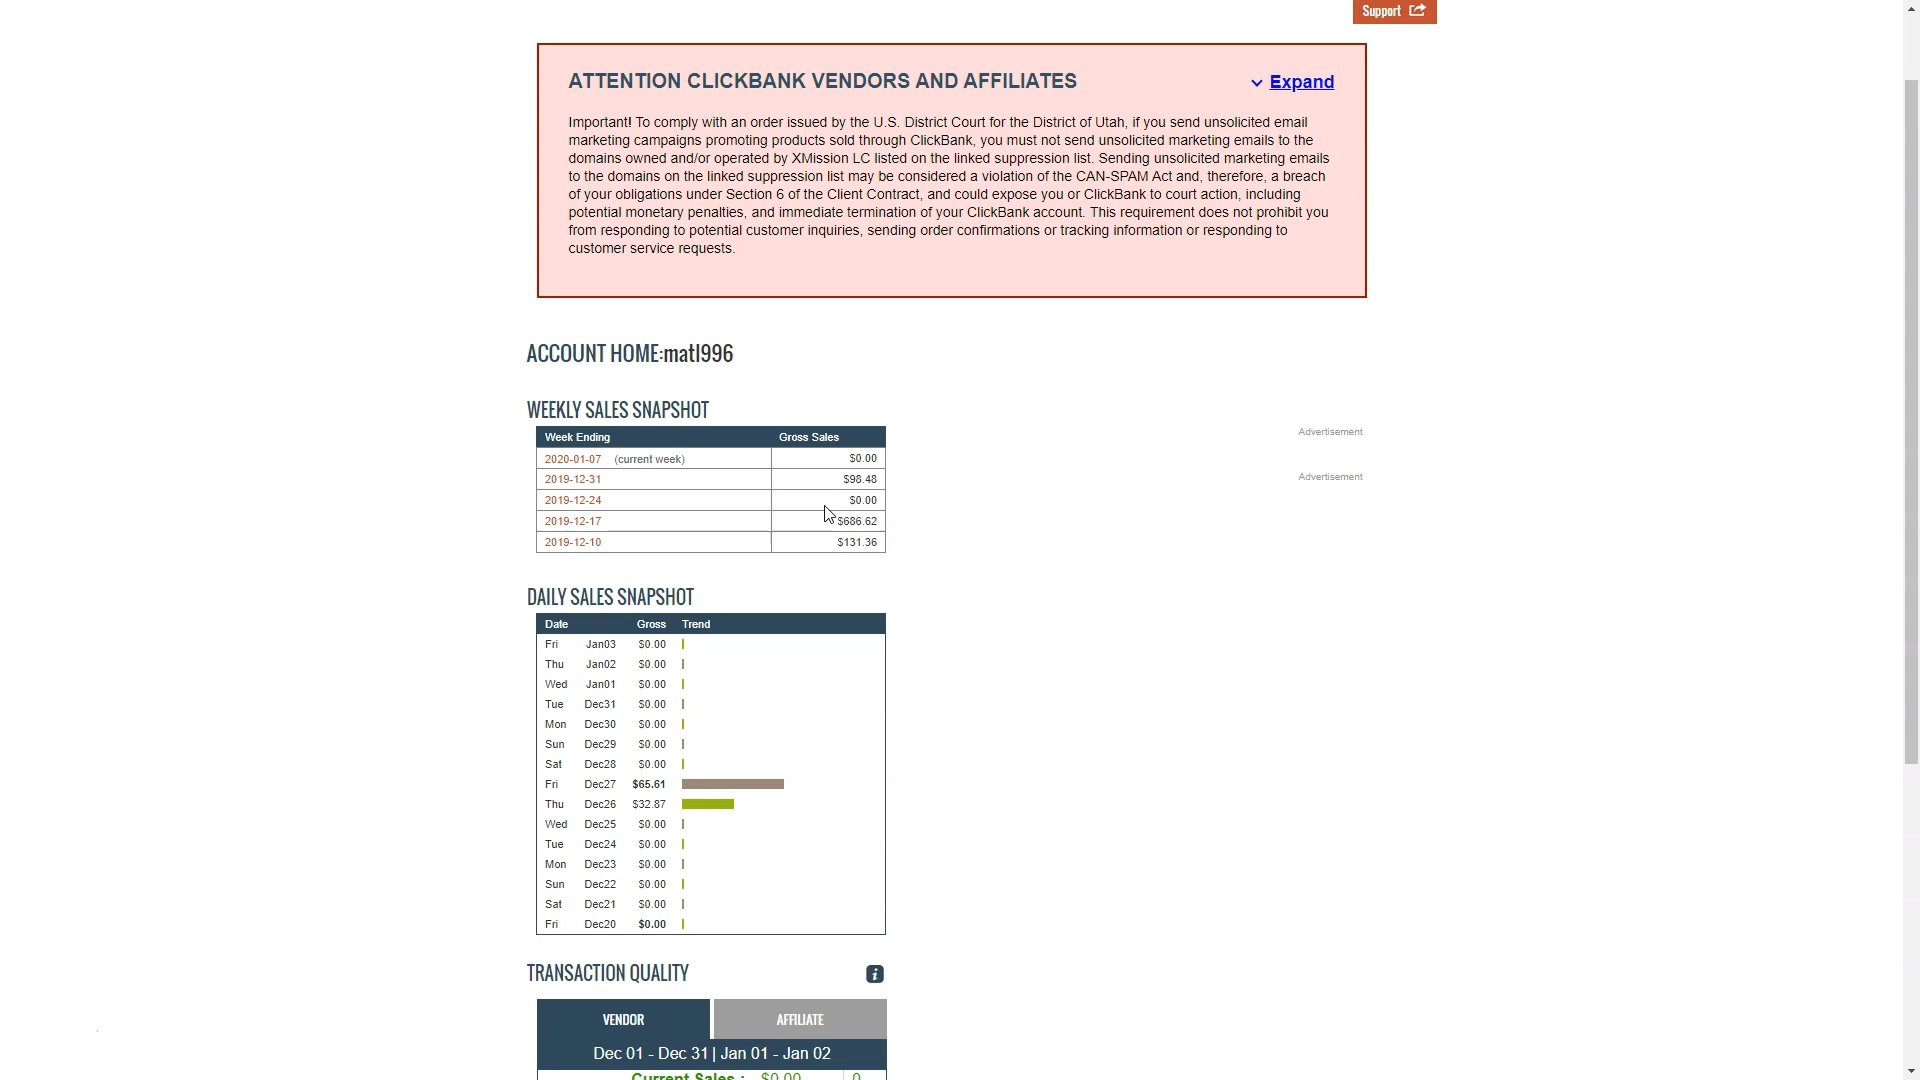 Support
ATTENTION CLICKBANK VENDORS AND AFFILIATES
Expand
Important! To comply with an order issued by the U.S. District Court for the District of Utah, if you send unsolicited email
marketing campaigns promoting products sold through ClickBank, you must not send unsolicited marketing emails to the
domains owned and/or operated by XMission LC listed on the linked suppression list. Sending unsolicited marketing emails
to the domains on the linked suppression list may be considered a violation of the CAN-SPAM Act and, therefore, a breach
of your obligations under Section 6 of the Client Contract, and could expose you or ClickBank to court action, including
potential monetary penalties, and immediate termination of your ClickBank account. This requirement does not prohibit you
from responding to potential customer inquiries, sending order confirmations or tracking information or responding to
customer service requests.
ACCOUNT HOME:matl996
WEEKLY SALES SNAPSHOT
Week Ending Gross Sales
2020-01-07 (current week) $0.00
2019-12-31 $98.48
2019-12-24 $0.00
2019-12-17 $686.62
2019-12-10 $131.36
Advertisement
Advertisement
DAILY SALES SNAPSHOT
Date Gross Trend
Fri Jan03 $0.00
Thu Jan02 $0.00
Wed Jan01 $0.00
Tue Dec31 $0.00
Mon Dec30 $0.00
Sun Dec29 $0.00
Sat Dec28 $0.00
Fri Dec27 $65.61
Thu Dec26 $32.87
Wed Dec25 $0.00
Tue Dec24 $0.00
Mon Dec23 $0.00
Sun Dec22 $0.00
Sat Dec21 $0.00
Fri Dec20 $0.00
TRANSACTION QUALITY
VENDOR AFFILIATE
Dec 01 - Dec 31 | Jan 01 - Jan 02
Current Sales : $0.00 0